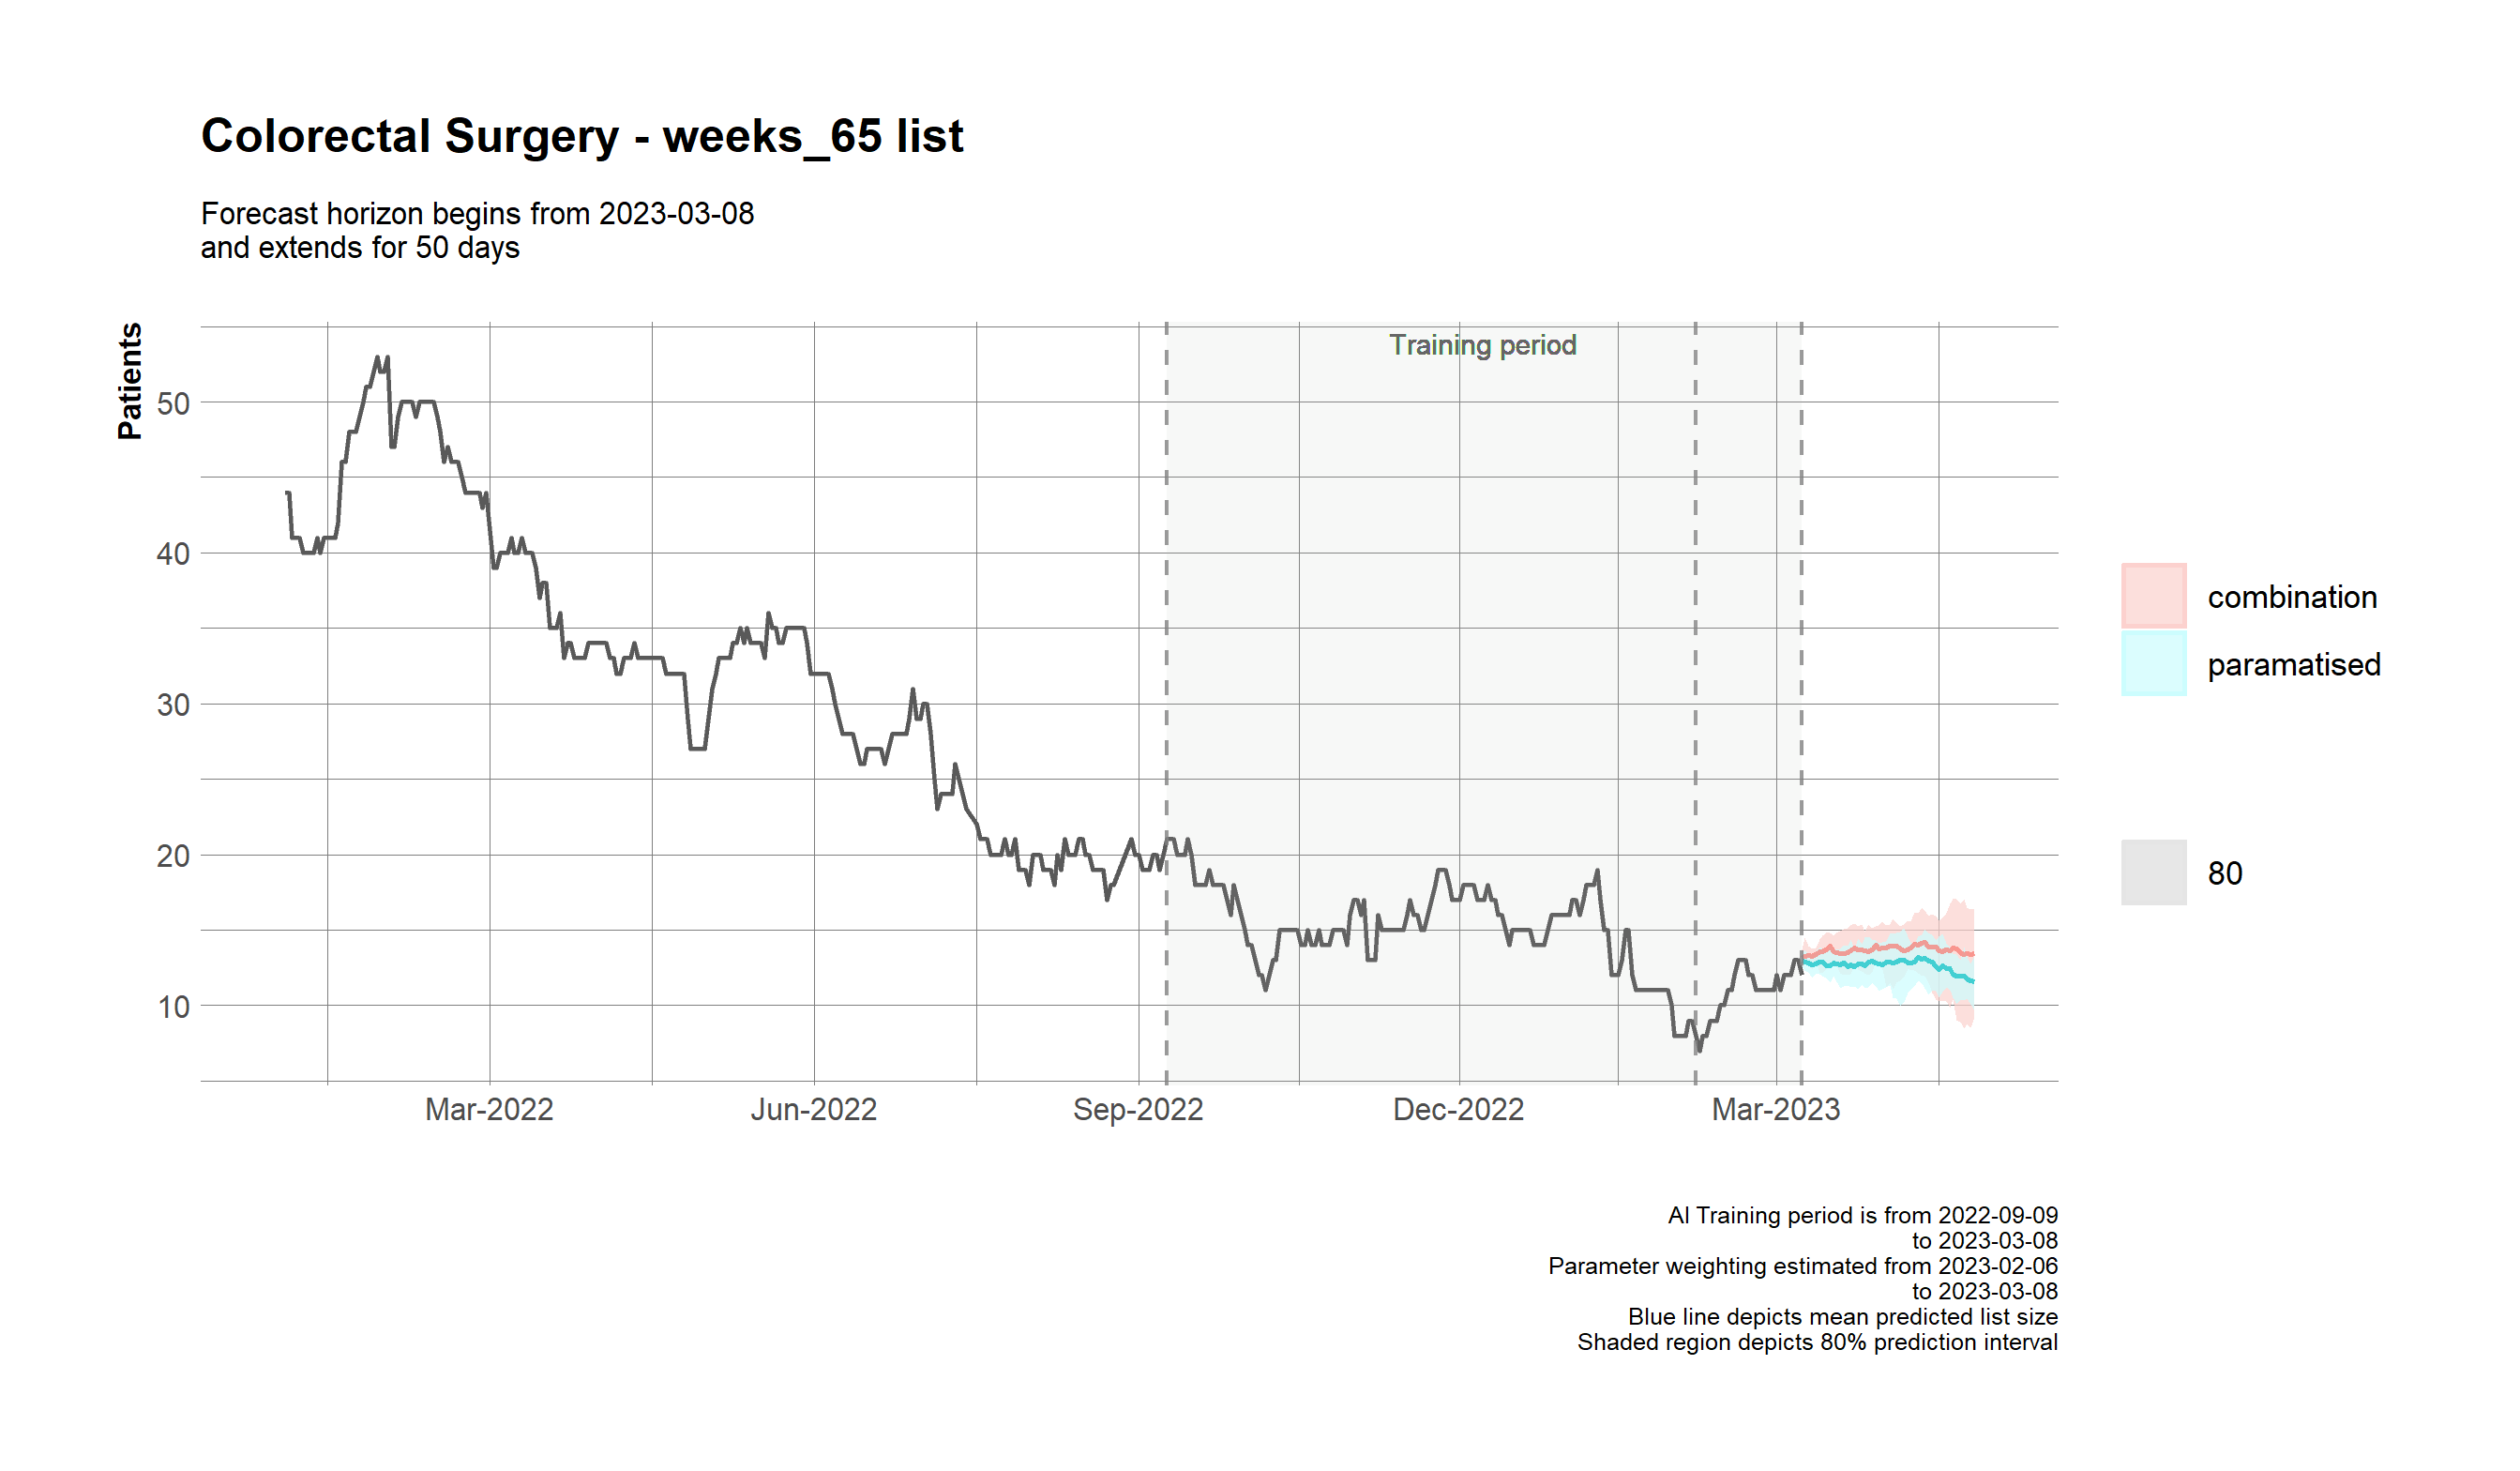 Colorectal Surgery - weeks_65 list
Forecast horizon begins from 2023-03-08
and extends for 50 days
Patients
Training period
50
40
30
20
10
Mar-2022
Jun-2022
Sep-2022
Dec-2022
Mar-2023
combination
paramatised
80
AI Training period is from 2022-09-09
to 2023-03-08
Parameter weighting estimated from 2023-02-06
to 2023-03-08
Blue line depicts mean predicted list size
Shaded region depicts 80% prediction interval